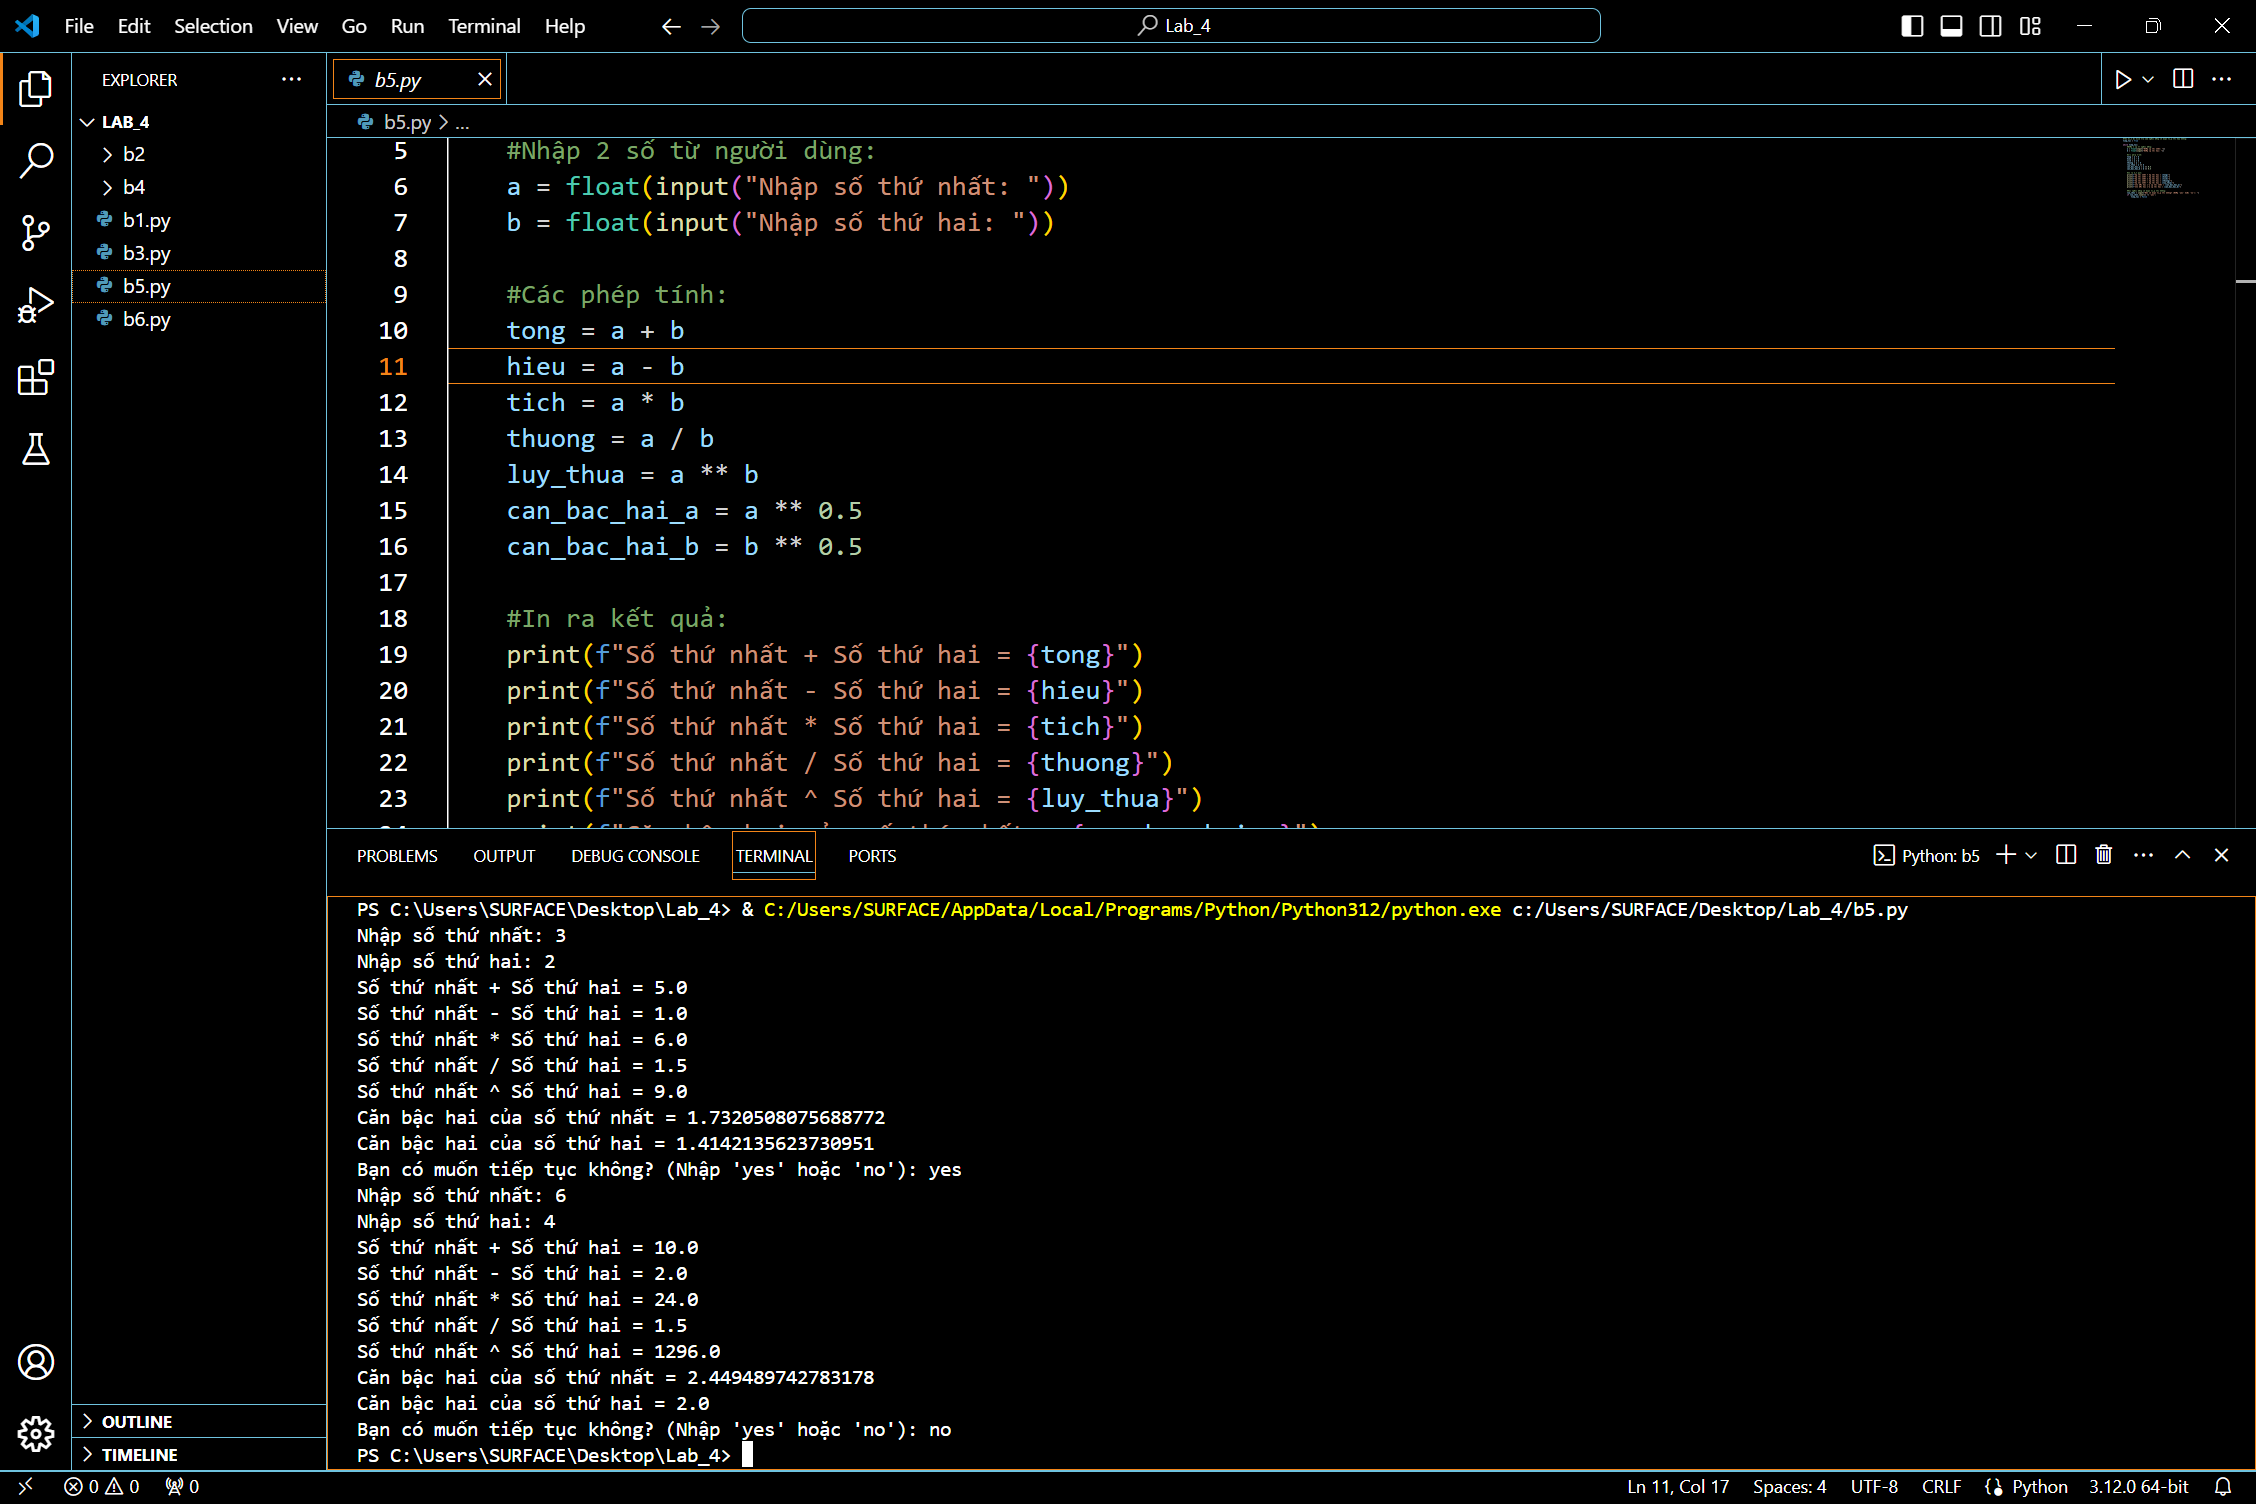 File Edit Selection View Go Run Terminal Help
Lab_4
EXPLORER
LAB_4
b2
b4
b1.py
b3.py
b5.py
b6.py
OUTLINE
TIMELINE
b5.py
b5.py > ...
5 #Nhập 2 số từ người dùng:
6 a = float(input("Nhập số thứ nhất: "))
7 b = float(input("Nhập số thứ hai: "))
8
9 #Các phép tính:
10 tong = a + b
11 hieu = a - b
12 tich = a * b
13 thuong = a / b
14 luy_thua = a ** b
15 can_bac_hai_a = a ** 0.5
16 can_bac_hai_b = b ** 0.5
17
18 #In ra kết quả:
19 print(f"Số thứ nhất + Số thứ hai = {tong}")
20 print(f"Số thứ nhất - Số thứ hai = {hieu}")
21 print(f"Số thứ nhất * Số thứ hai = {tich}")
22 print(f"Số thứ nhất / Số thứ hai = {thuong}")
23 print(f"Số thứ nhất ^ Số thứ hai = {luy_thua}")
PROBLEMS OUTPUT DEBUG CONSOLE TERMINAL PORTS
Python: b5
PS C:\Users\SURFACE\Desktop\Lab_4> & C:/Users/SURFACE/AppData/Local/Programs/Python/Python312/python.exe c:/Users/SURFACE/Desktop/Lab_4/b5.py
Nhập số thứ nhất: 3
Nhập số thứ hai: 2
Số thứ nhất + Số thứ hai = 5.0
Số thứ nhất - Số thứ hai = 1.0
Số thứ nhất * Số thứ hai = 6.0
Số thứ nhất / Số thứ hai = 1.5
Số thứ nhất ^ Số thứ hai = 9.0
Căn bậc hai của số thứ nhất = 1.7320508075688772
Căn bậc hai của số thứ hai = 1.4142135623730951
Bạn có muốn tiếp tục không? (Nhập 'yes' hoặc 'no'): yes
Nhập số thứ nhất: 6
Nhập số thứ hai: 4
Số thứ nhất + Số thứ hai = 10.0
Số thứ nhất - Số thứ hai = 2.0
Số thứ nhất * Số thứ hai = 24.0
Số thứ nhất / Số thứ hai = 1.5
Số thứ nhất ^ Số thứ hai = 1296.0
Căn bậc hai của số thứ nhất = 2.449489742783178
Căn bậc hai của số thứ hai = 2.0
Bạn có muốn tiếp tục không? (Nhập 'yes' hoặc 'no'): no
PS C:\Users\SURFACE\Desktop\Lab_4>
0 0 0
Ln 11, Col 17 Spaces: 4 UTF-8 CRLF Python 3.12.0 64-bit